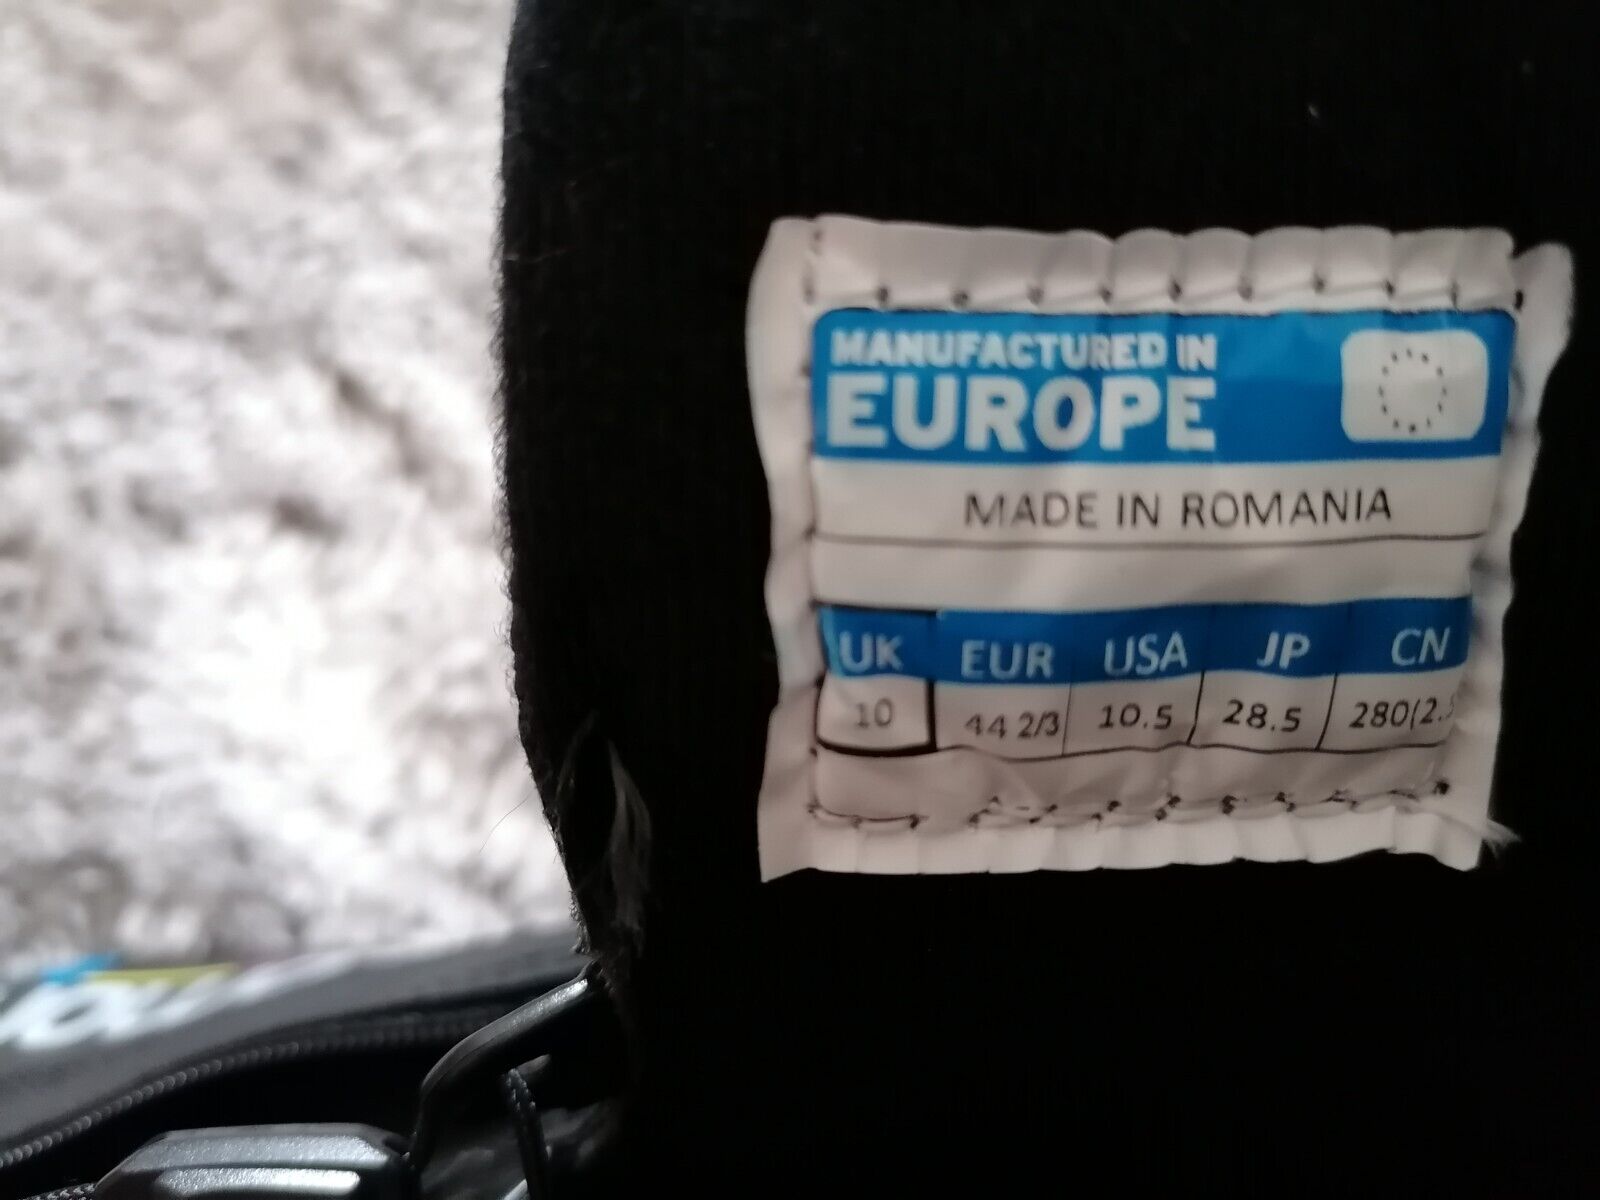 MANUFACTURED IN
EUROPE
MADE IN ROMANIA
UK EUR USA JP CN
10 44 2/3 10.5 28.5 280(2.5